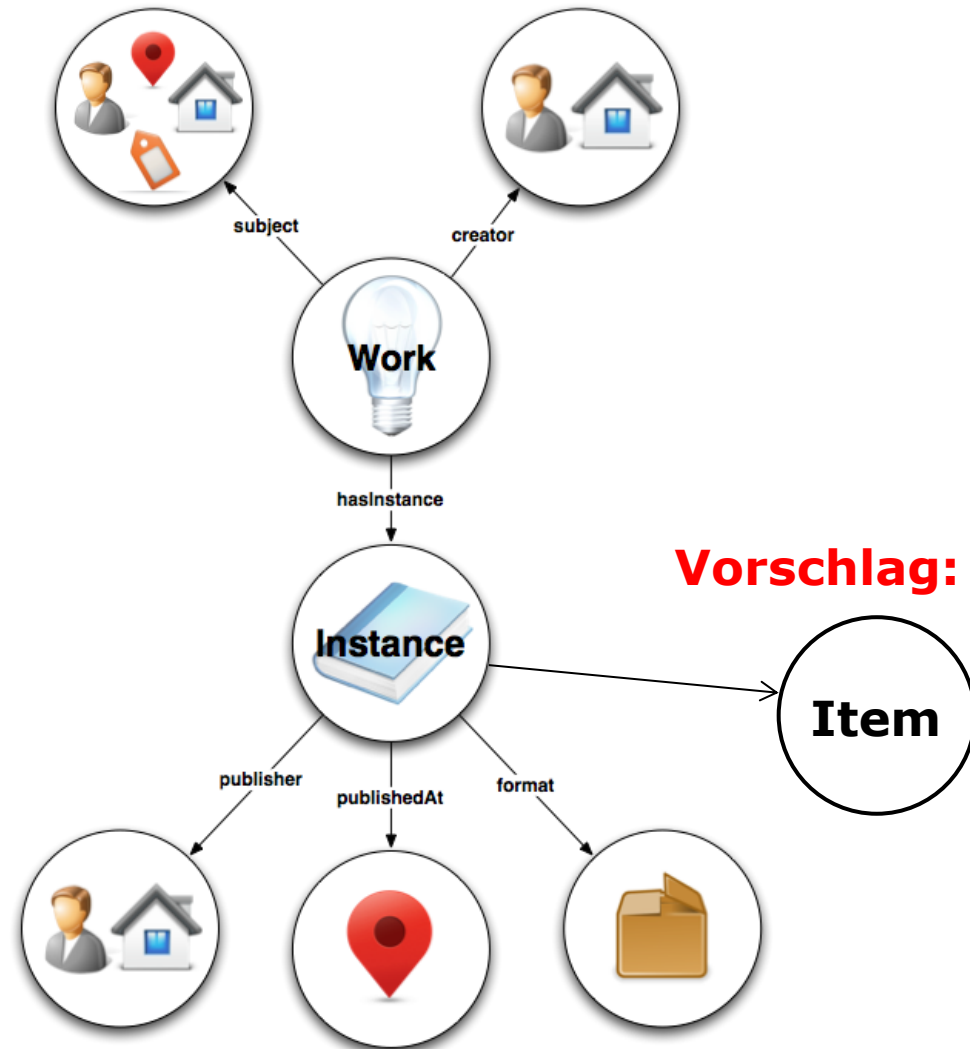 subject
creator
Work
hasInstance
Vorschlag:
Instance
Item
publisher
publishedAt
format